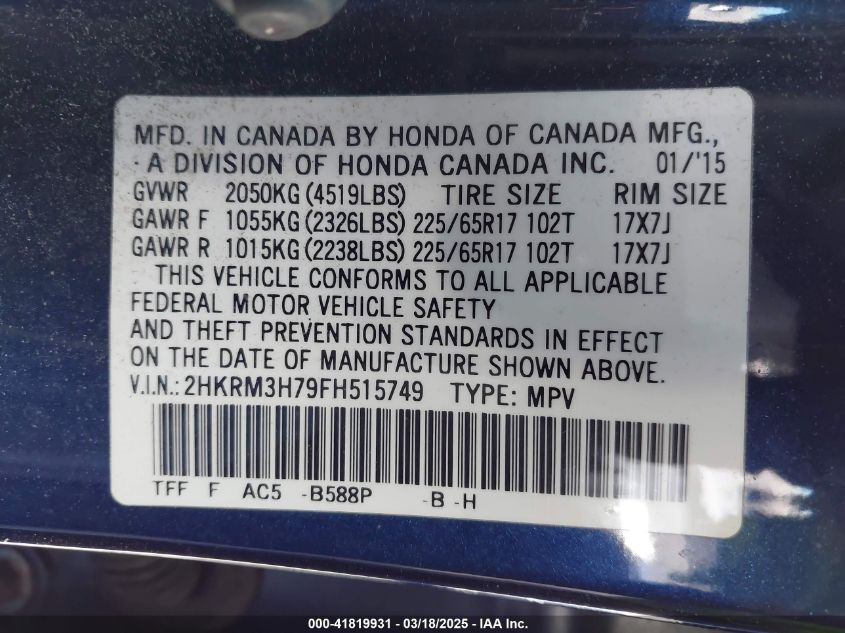 MFD. IN CANADA BY HONDA OF CANADA MFG.,
A DIVISION OF HONDA CANADA INC. 01/'15
GVWR 2050KG (4519LBS) TIRE SIZE RIM SIZE
GAWR F 1055KG (2326LBS) 225/65R17 102T 17X7J
GAWR R 1015KG (2238LBS) 225/65R17 102T 17X7J
THIS VEHICLE CONFORMS TO ALL APPLICABLE
FEDERAL MOTOR VEHICLE SAFETY
AND THEFT PREVENTION STANDARDS IN EFFECT
ON THE DATE OF MANUFACTURE SHOWN ABOVE.
V.I.N.: 2HKRM3H79FH515749 TYPE: MPV
TFF F AC5 -B588P -B -H
000-41819931 - 03/18/2025 - IAA Inc.